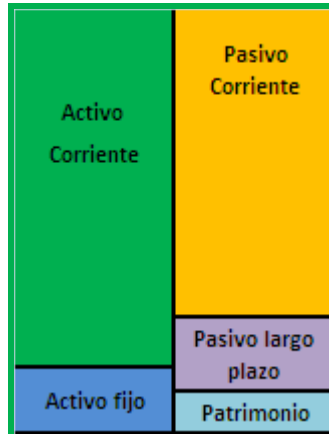 Activo
Corriente
Activo fijo
Pasivo
Corriente
Pasivo largo
plazo
Patrimonio